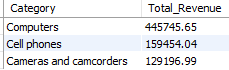 Category Total_Revenue
Computers 445745.65
Cell phones 159454.04
Cameras and camcorders 129196.99